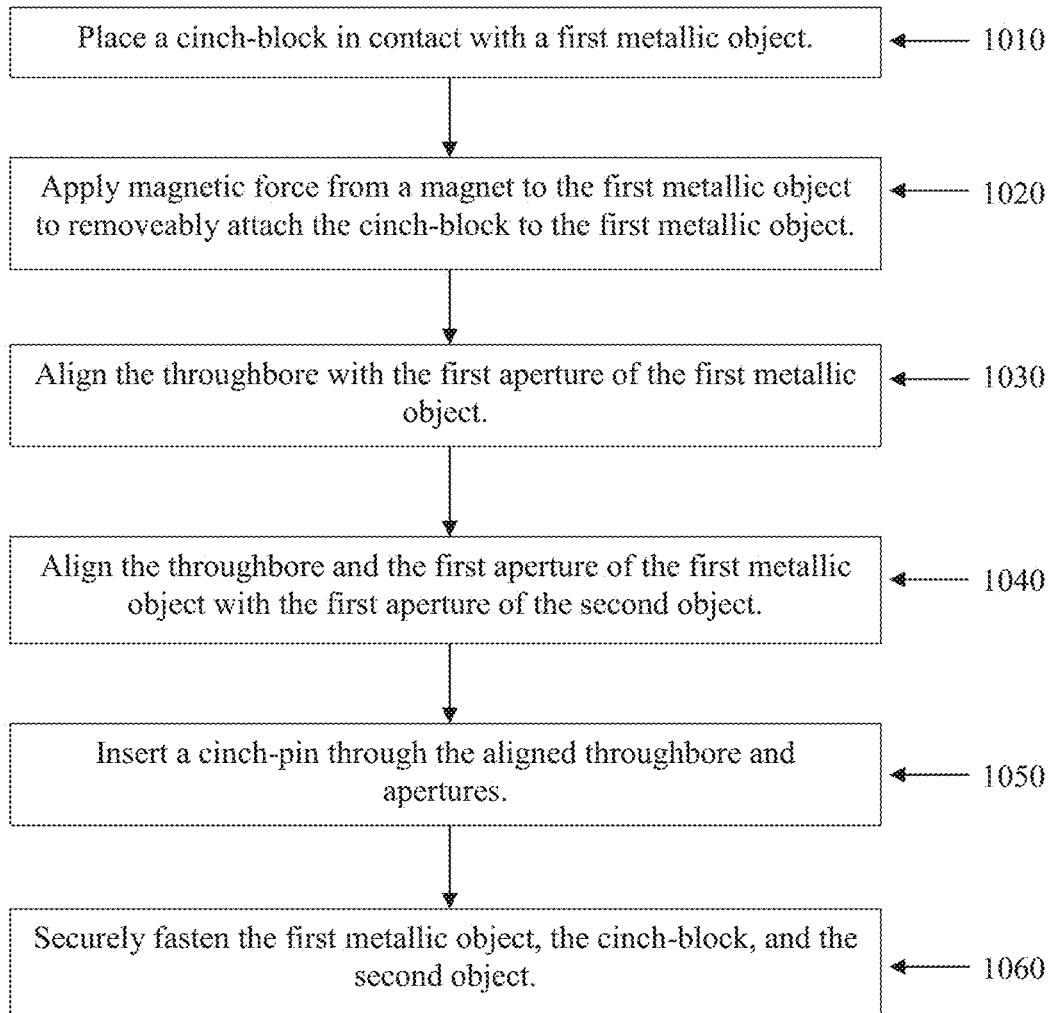 Place a cinch-block in contact with a first metallic object.
1010
Apply magnetic force from a magnet to the first metallic object
to removeably attach the cinch-block to the first metallic object.
1020
Align the throughbore with the first aperture of the first metallic
object.
1030
Align the throughbore and the first aperture of the first metallic
object with the first aperture of the second object.
1040
Insert a cinch-pin through the aligned throughbore and
apertures.
1050
Securely fasten the first metallic object, the cinch-block, and the
second object.
1060